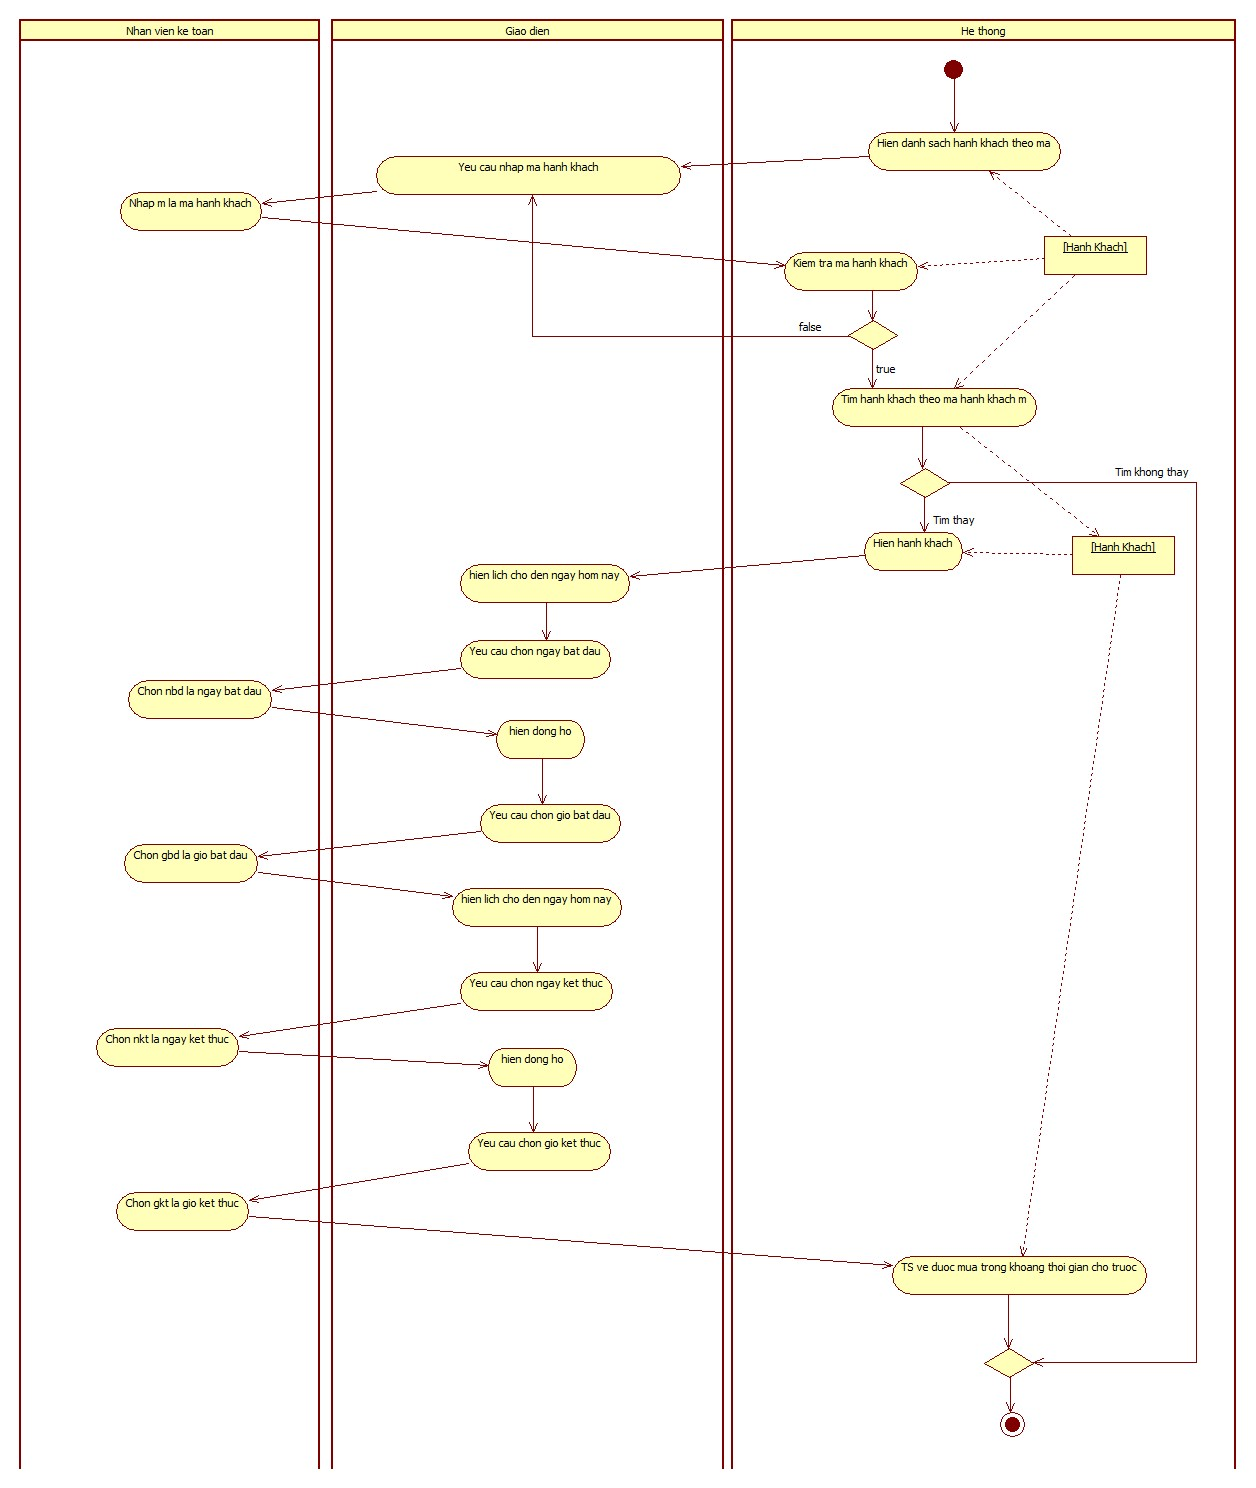 Nhan vien ke toan
Giao dien
He thong
Hien danh sach hanh khach theo ma
Yeu cau nhap ma hanh khach
Nhap m la ma hanh khach
[Hanh Khach]
Kiem tra ma hanh khach
false
true
Tim hanh khach theo ma hanh khach m
Tim khong thay
Tim thay
Hien hanh khach
[Hanh Khach]
hien lich cho den ngay hom nay
Yeu cau chon ngay bat dau
Chon nbd la ngay bat dau
hien dong ho
Yeu cau chon gio bat dau
Chon gbd la gio bat dau
hien lich cho den ngay hom nay
Yeu cau chon ngay ket thuc
Chon nkt la ngay ket thuc
hien dong ho
Yeu cau chon gio ket thuc
Chon gkt la gio ket thuc
TS ve duoc mua trong khoang thoi gian cho truoc